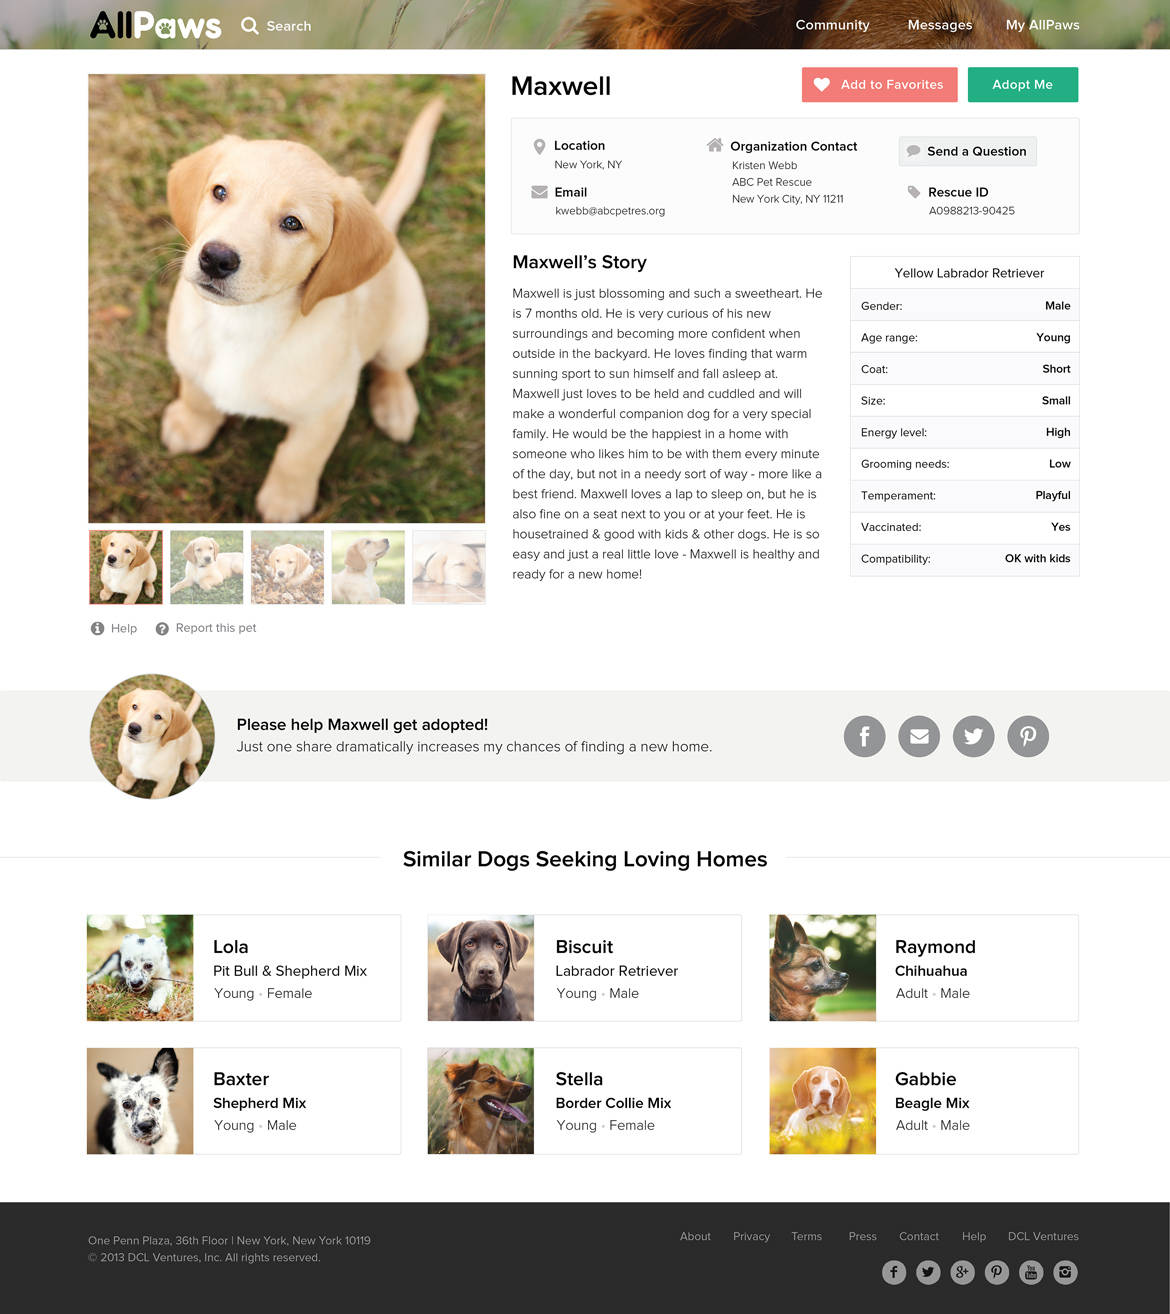 AllPaws
Search
Community
Messages
My AllPaws
Maxwell
Add to Favorites
Adopt Me
Location
New York, NY
Email
kwebb@abcpetres.org
Organization Contact
Kristen Webb
ABC Pet Rescue
New York City, NY 11211
Send a Question
Rescue ID
A0988213-90425
Maxwell's Story
Maxwell is just blossoming and such a sweetheart. He
is 7 months old. He is very curious of his new
surroundings and becoming more confident when
outside in the backyard. He loves finding that warm
sunning sport to sun himself and fall asleep at.
Maxwell just loves to be held and cuddled and will
make a wonderful companion dog for a very special
family. He would be the happiest in a home with
someone who likes him to be with them every minute
of the day, but not in a needy sort of way - more like a
best friend. Maxwell loves a lap to sleep on, but he is
also fine on a seat next to you or at your feet. He is
housetrained & good with kids & other dogs. He is so
easy and just a real little love - Maxwell is healthy and
ready for a new home!
Yellow Labrador Retriever
Gender: Male
Age range: Young
Coat: Short
Size: Small
Energy level: High
Grooming needs: Low
Temperament: Playful
Vaccinated: Yes
Compatibility: OK with kids
Help
Report this pet
Please help Maxwell get adopted!
Just one share dramatically increases my chances of finding a new home.
Similar Dogs Seeking Loving Homes
Lola
Pit Bull & Shepherd Mix
Young • Female
Biscuit
Labrador Retriever
Young • Male
Raymond
Chihuahua
Adult • Male
Baxter
Shepherd Mix
Young • Male
Stella
Border Collie Mix
Young • Female
Gabbie
Beagle Mix
Adult • Male
One Penn Plaza, 36th Floor | New York, New York 10119
© 2013 DCL Ventures, Inc. All rights reserved.
About
Privacy
Terms
Press
Contact
Help
DCL Ventures